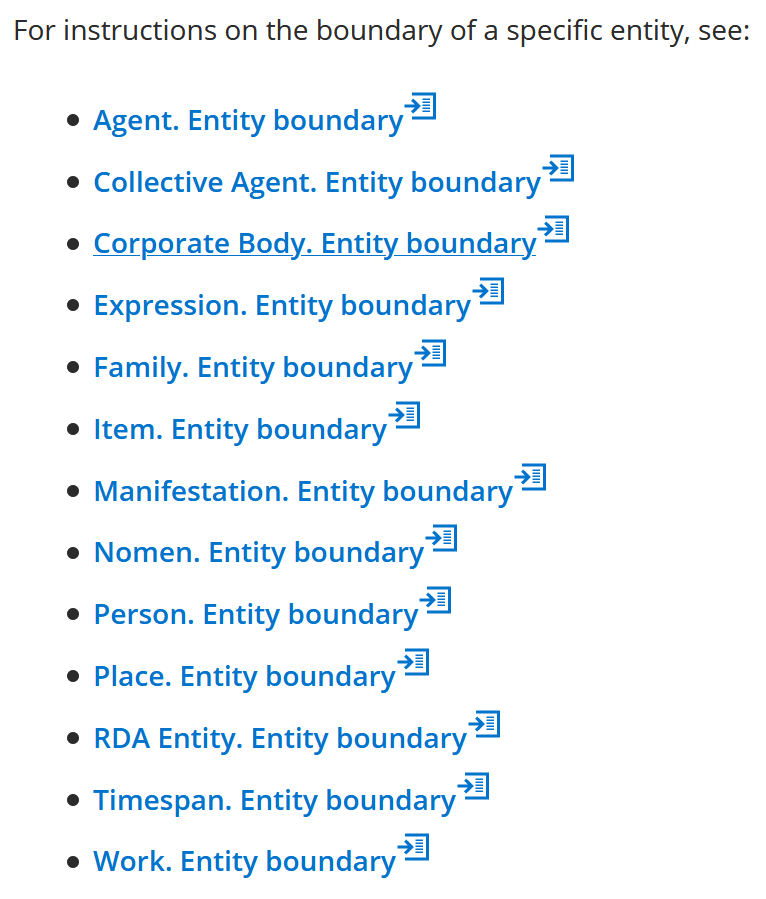 For instructions on the boundary of a specific entity, see:
Agent. Entity boundary
Collective Agent. Entity boundary
Corporate Body. Entity boundary
Expression. Entity boundary
Family. Entity boundary
Item. Entity boundary
Manifestation. Entity boundary
Nomen. Entity boundary
Person. Entity boundary
Place. Entity boundary
RDA Entity. Entity boundary
Timespan. Entity boundary
Work. Entity boundary